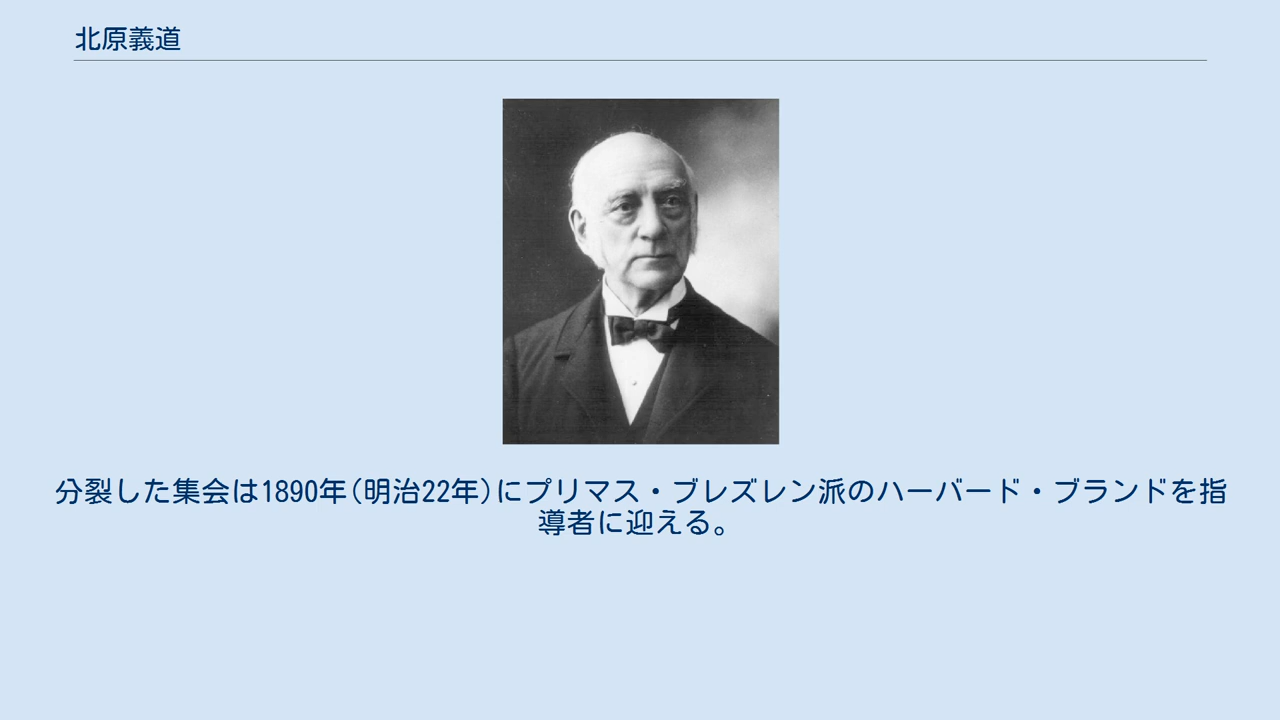 北原義道
分裂した集会は1890年(明治22年)にプリマス・ブレズレン派のハーバード・ブランドを指
導者に迎える。